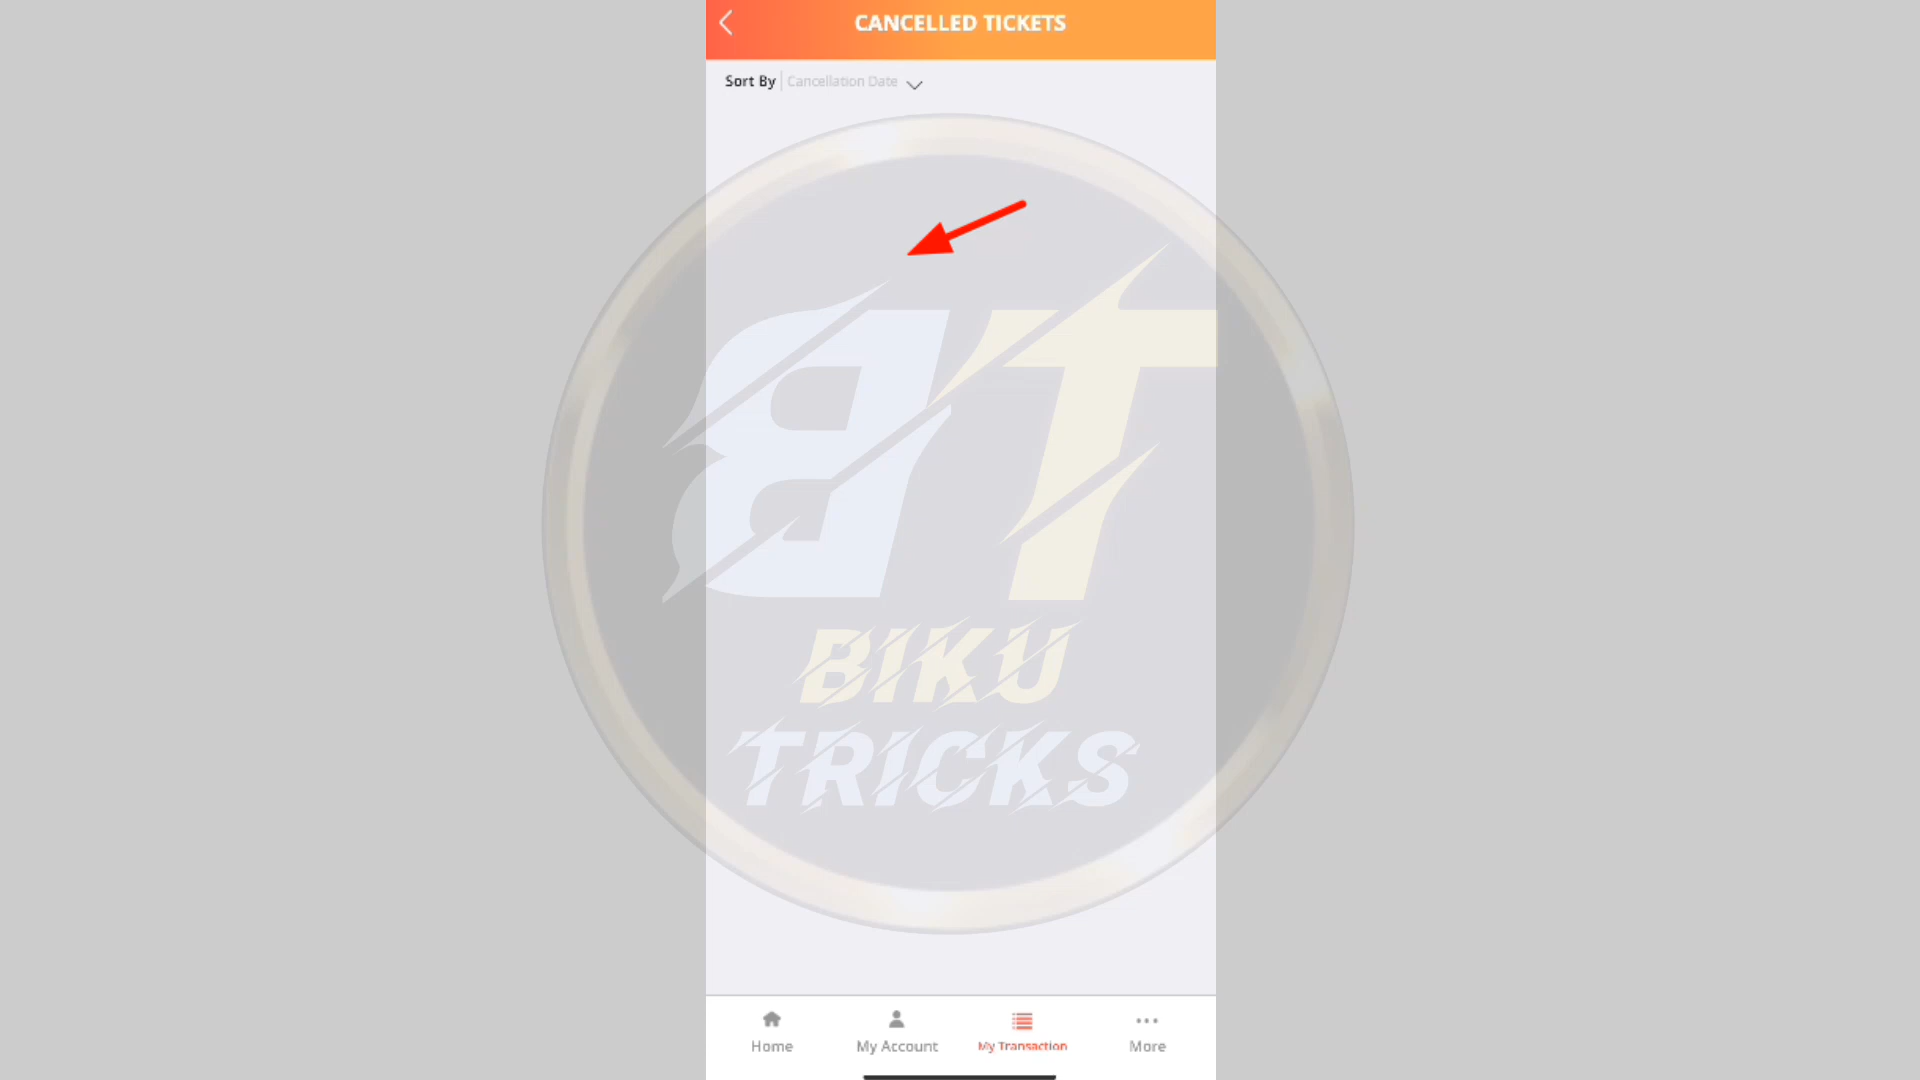 CANCELLED TICKETS
Sort By Cancellation Date
BT
BIKU
TRICKS
Home My Account My Transaction More